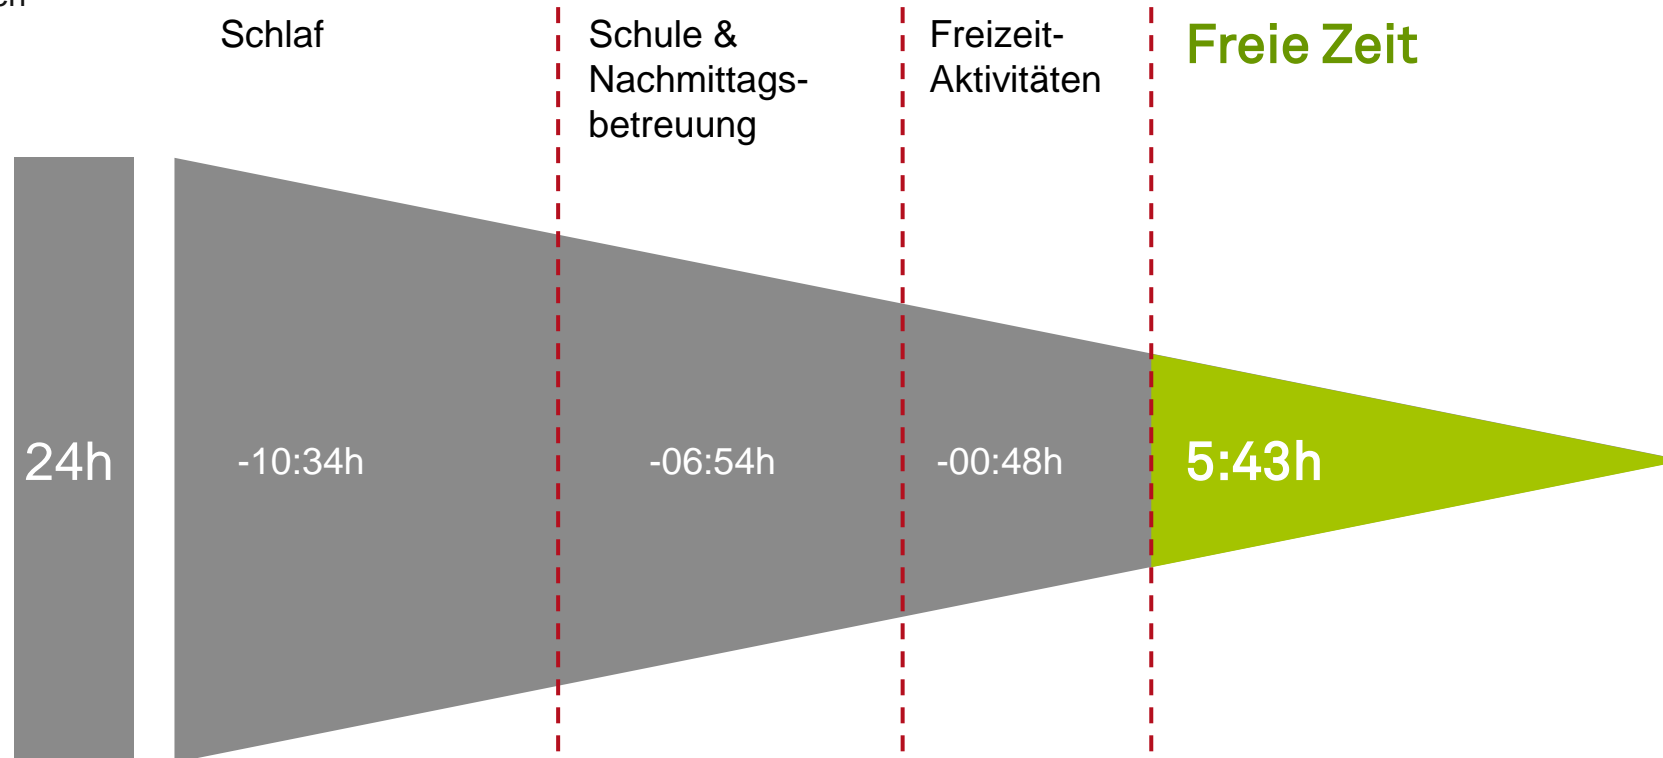 Schlaf
Schule &
Nachmittags-
betreuung
Freizeit-
Aktivitäten
Freie Zeit
24h
-10:34h
-06:54h
-00:48h
5:43h